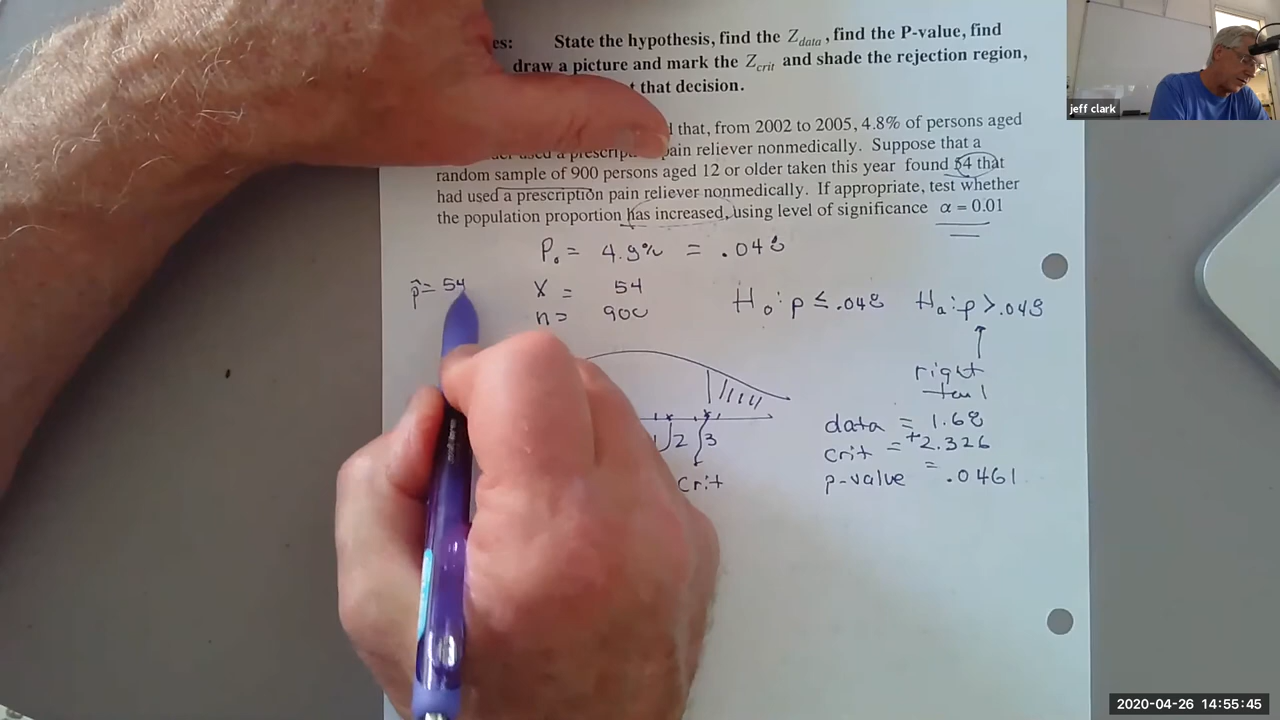 es: State the hypothesis, find the Z data, find the P-value, find
draw a picture and mark the Z crit and shade the rejection region,
t that decision.
that, from 2002 to 2005, 4.8% of persons aged
used a prescript pain reliever nonmedically. Suppose that a
random sample of 900 persons aged 12 or older taken this year found 54 that
had used a prescription pain reliever nonmedically. If appropriate, test whether
the population proportion has increased, using level of significance α = 0.01
P₀ = 4.8% = .048
p̂ = 54
X = 54
n = 900
H₀: p ≤ .048 Hₐ: p > .048
right
tail
data = 1.68
crit = +2.326
p-value = .0461
2 3
crit
jeff clark
2020-04-26 14:55:45